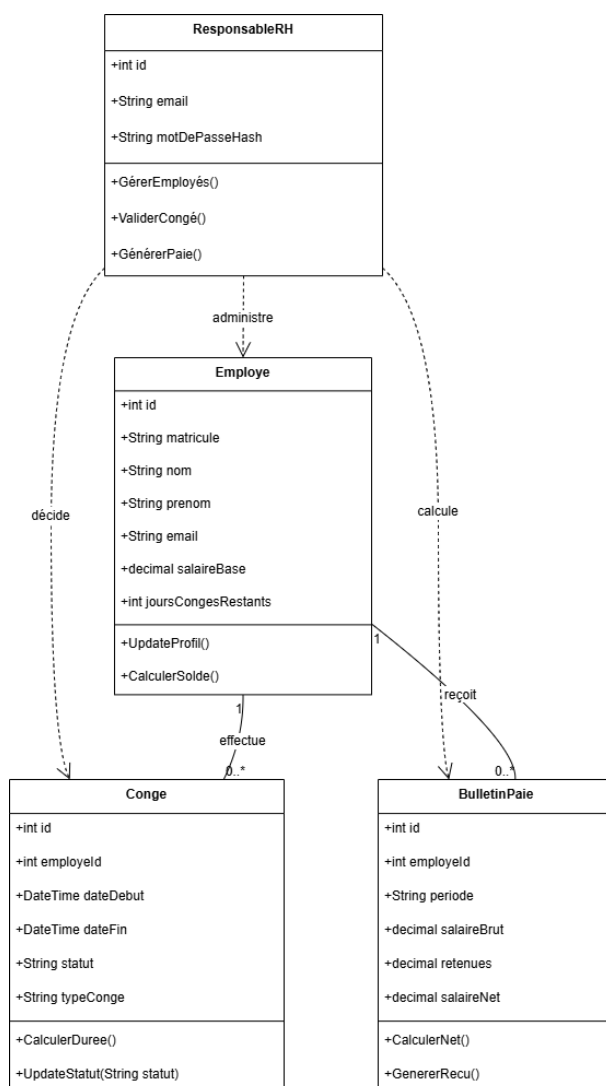 ResponsableRH
+int id
+String email
+String motDePasseHash
+GérerEmployés()
+ValiderCongé()
+GénérerPaie()
administre
Employe
+int id
+String matricule
+String nom
+String prenom
+String email
+decimal salaireBase
+int joursCongesRestants
+UpdateProfil()
+CalculerSolde()
décide
calcule
1
reçoit
0..*
1
effectue
0..*
Conge
+int id
+int employeId
+DateTime dateDebut
+DateTime dateFin
+String statut
+String typeConge
+CalculerDuree()
+UpdateStatut(String statut)
BulletinPaie
+int id
+int employeId
+String periode
+decimal salaireBrut
+decimal retenues
+decimal salaireNet
+CalculerNet()
+GenererRecu()